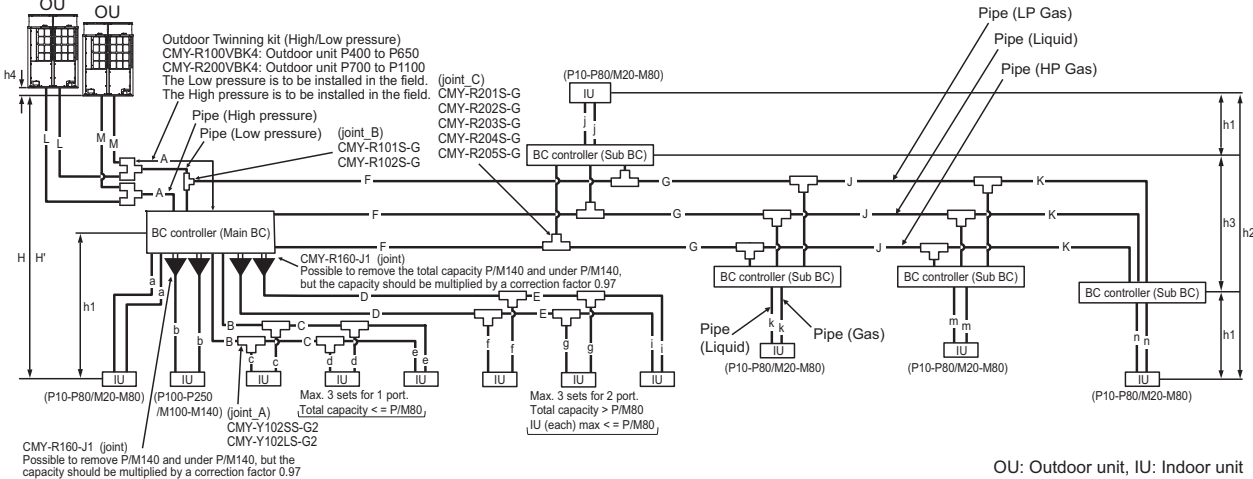 OU
OU
h4
Outdoor Twinning kit (High/Low pressure)
CMY-R100VBK4: Outdoor unit P400 to P650
CMY-R200VBK4: Outdoor unit P700 to P1100
The Low pressure is to be installed in the field.
The High pressure is to be installed in the field.
Pipe (High pressure)
Pipe (Low pressure)
(joint_B)
CMY-R101S-G
CMY-R102S-G
(joint_C)
CMY-R201S-G
CMY-R202S-G
CMY-R203S-G
CMY-R204S-G
CMY-R205S-G
(P10-P80/M20-M80)
IU
j j
BC controller (Sub BC)
Pipe (LP Gas)
Pipe (Liquid)
Pipe (HP Gas)
h1
h3
h2
h1
L L
M M
A
A
F G J K
F G J K
F G J K
H H'
h1
BC controller (Main BC)
CMY-R160-J1 (joint)
Possible to remove the total capacity P/M140 and under P/M140,
but the capacity should be multiplied by a correction factor 0.97
BC controller (Sub BC)
BC controller (Sub BC)
BC controller (Sub BC)
a a
b b
D E
D E
B C
B C
c c
d d
e e
f f
g g
i i
Pipe
(Liquid)
k k
Pipe (Gas)
m m
n n
IU
IU
IU
IU
IU
IU
IU
IU
IU
IU
IU
(P10-P80/M20-M80)
(P10-P80/M20-M80)
(P10-P80/M20-M80)
(P10-P80/M20-M80)
(P100-P250
/M100-M140)
(joint_A)
CMY-Y102SS-G2
CMY-Y102LS-G2
Max. 3 sets for 1 port.
Total capacity < = P/M80
Max. 3 sets for 2 port.
Total capacity > P/M80
IU (each) max < = P/M80
CMY-R160-J1 (joint)
Possible to remove P/M140 and under P/M140, but the
capacity should be multiplied by a correction factor 0.97
OU: Outdoor unit, IU: Indoor unit